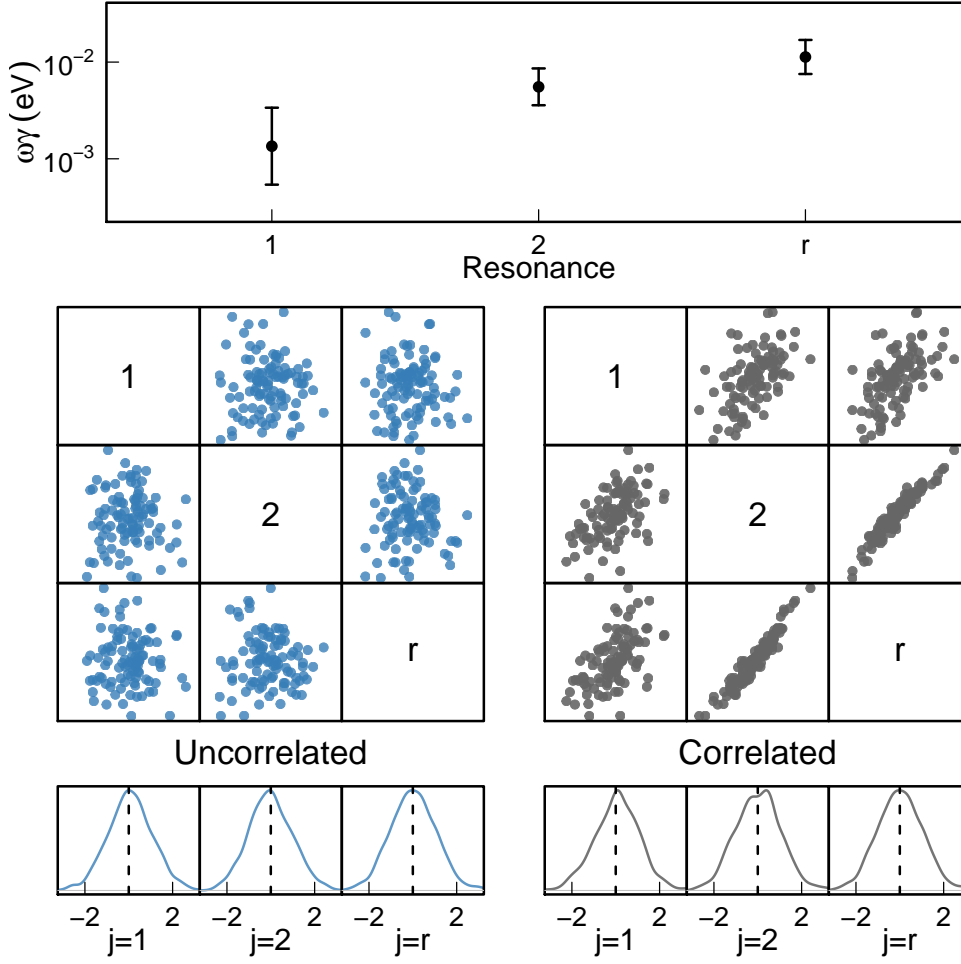 ωγ (eV)
10−2
10−3
1 2 r
Resonance
1 1
2 2
r r
Uncorrelated Correlated
−2 2 −2 2 −2 2 −2 2 −2 2 −2 2
j=1 j=2 j=r j=1 j=2 j=r